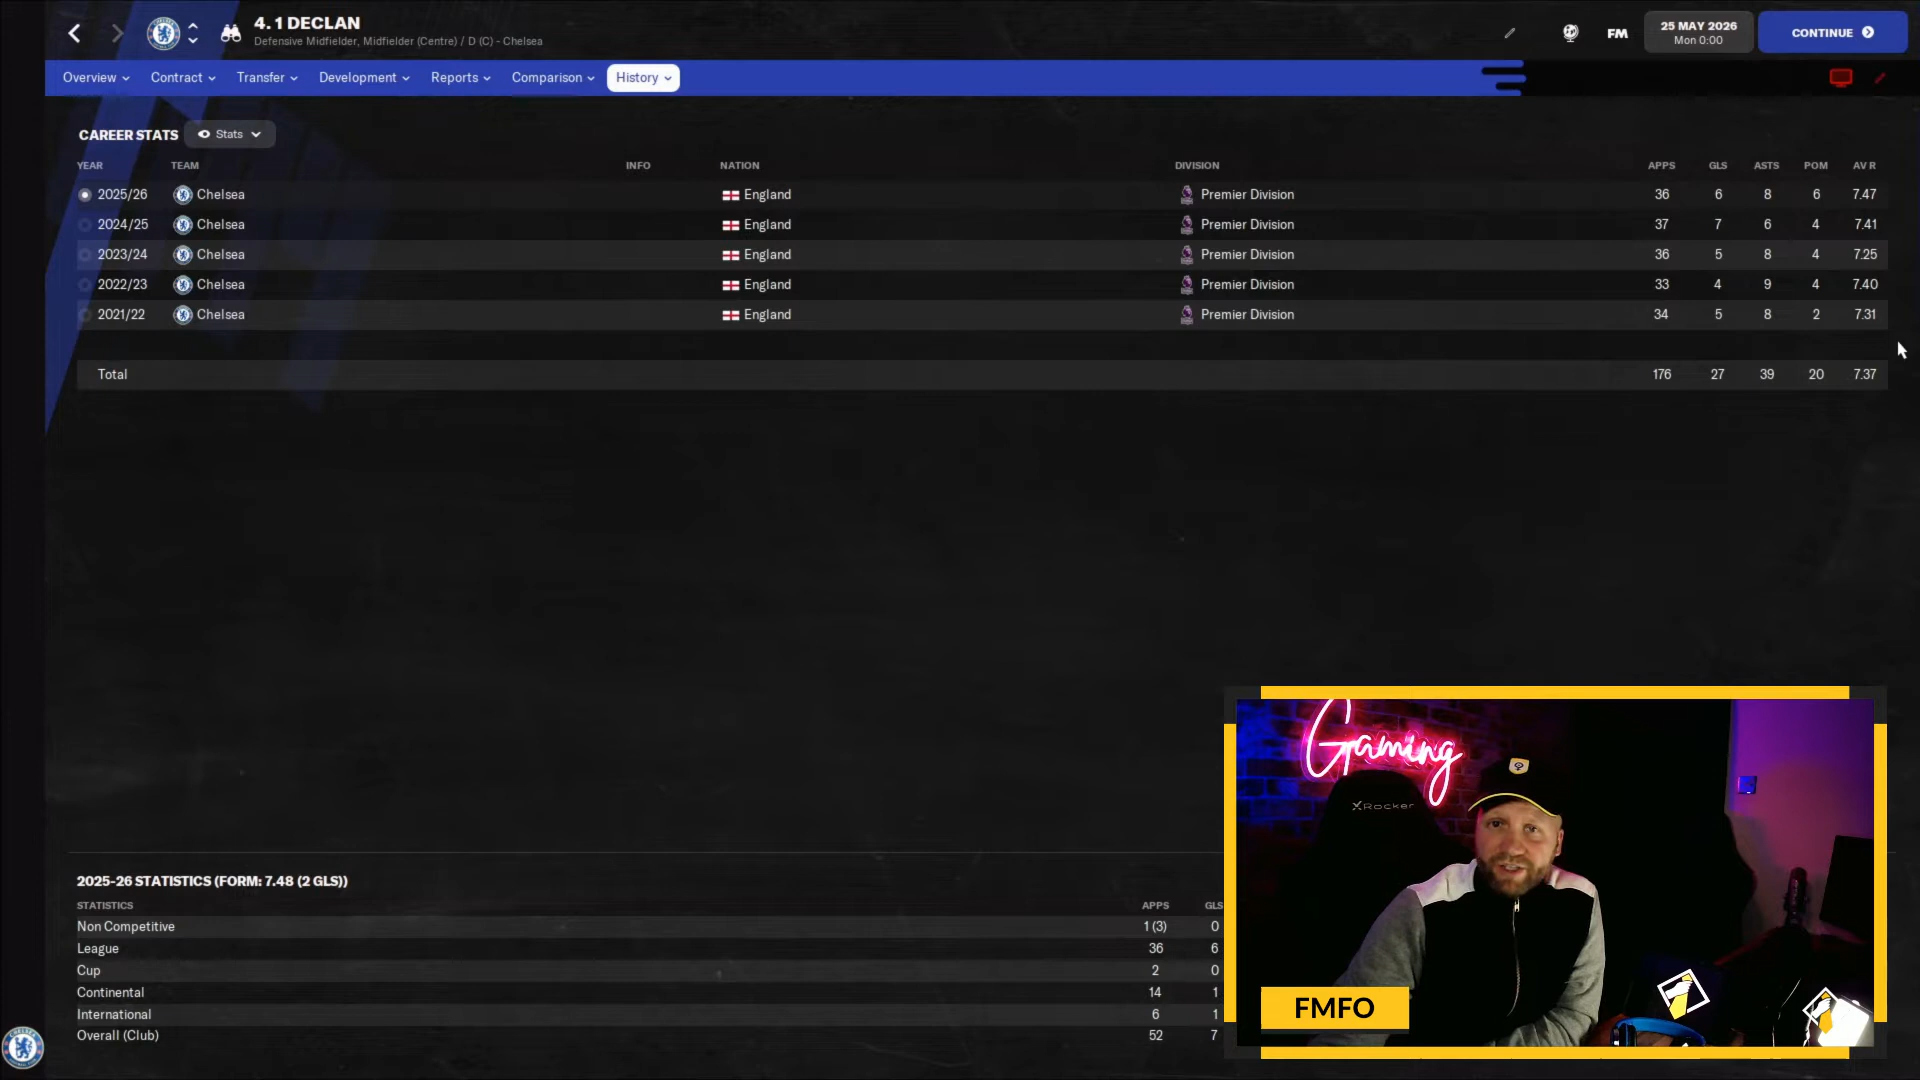 4. 1 DECLAN
Defensive Midfielder, Midfielder (Centre) / D (C) - Chelsea
FM
25 MAY 2026
Mon 0:00
CONTINUE
Overview Contract Transfer Development Reports Comparison History
CAREER STATS Stats
YEAR TEAM INFO NATION DIVISION APPS GLS ASTS POM AV R
2025/26 Chelsea England Premier Division 36 6 8 6 7.47
2024/25 Chelsea England Premier Division 37 7 6 4 7.41
2023/24 Chelsea England Premier Division 36 5 8 4 7.25
2022/23 Chelsea England Premier Division 33 4 9 4 7.40
2021/22 Chelsea England Premier Division 34 5 8 2 7.31
Total 176 27 39 20 7.37
2025-26 STATISTICS (FORM: 7.48 (2 GLS))
STATISTICS APPS GLS
Non Competitive 1 (3) 0
League 36 6
Cup 2 0
Continental 14 1
International 6 1
Overall (Club) 52 7
Gaming
XRocker
FMFO